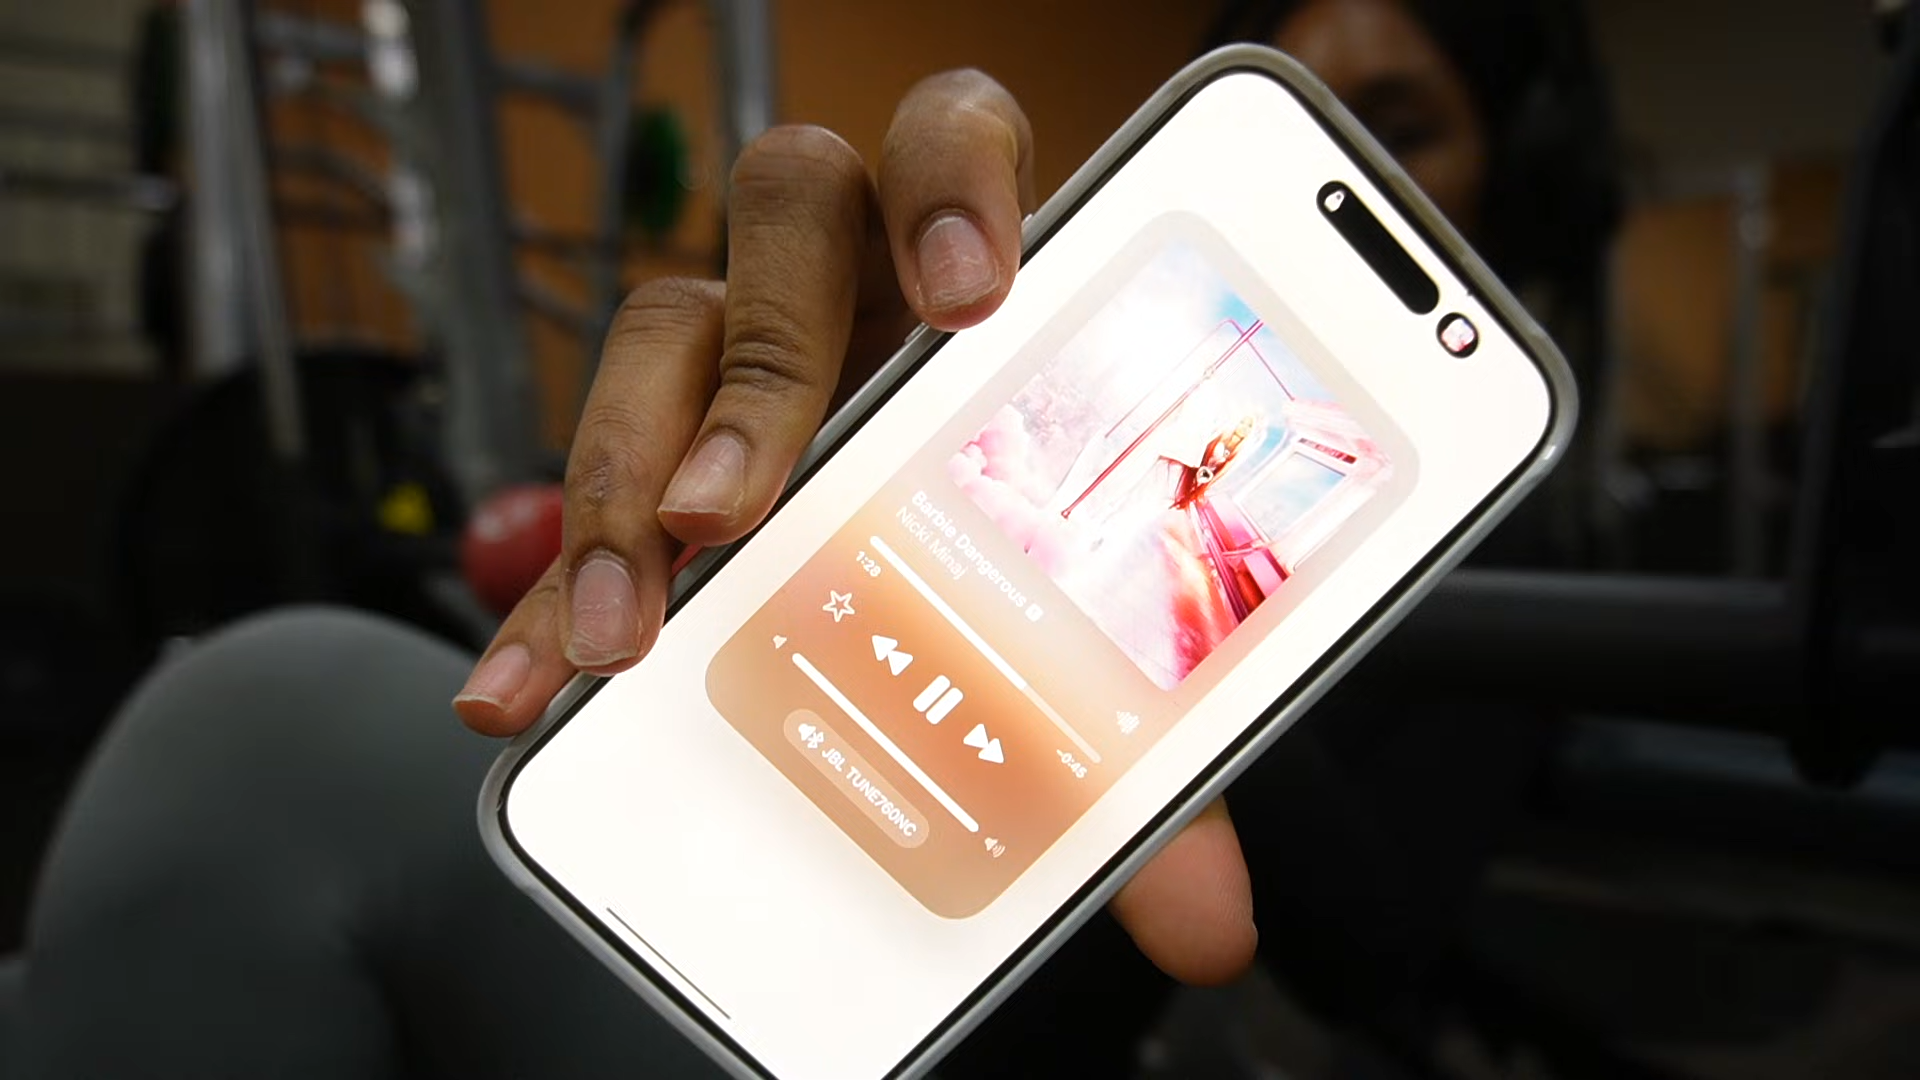 Barbie Dangerous 🅴
Nicki Minaj
1:28
-0:45
JBL TUNE760NC